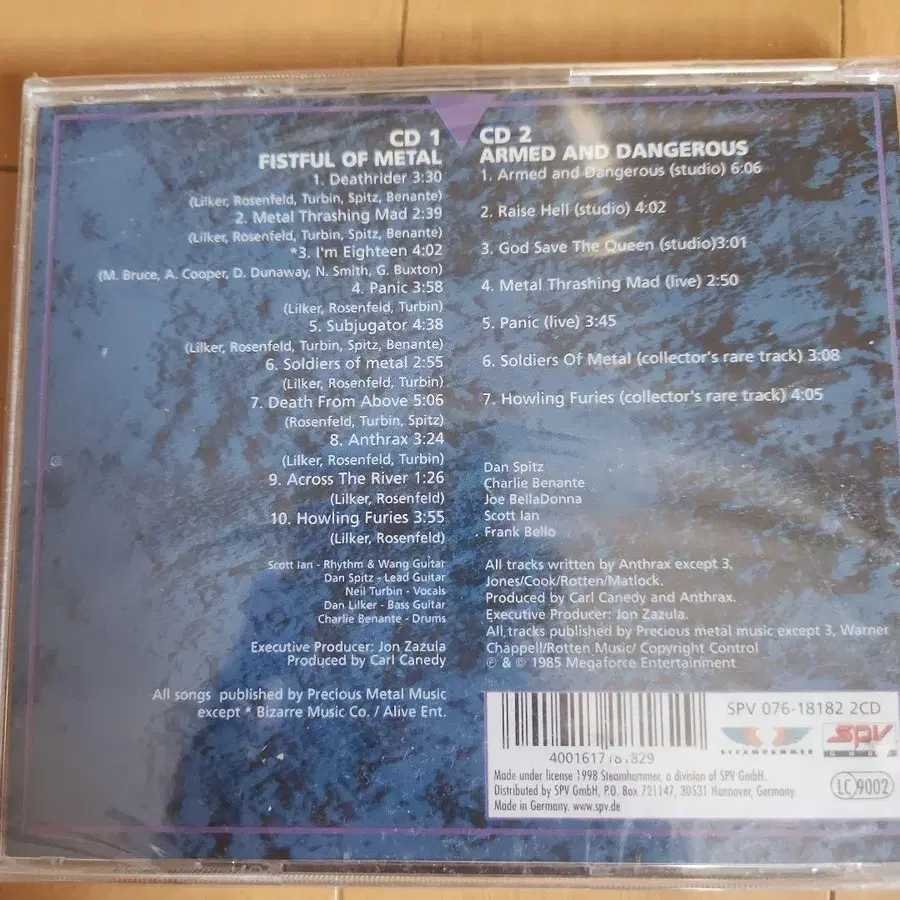 CD 1
FISTFUL OF METAL
1. Deathrider 3:30
(Lilker, Rosenfeld, Turbin, Spitz, Benante)
2. Metal Thrashing Mad 2:39
(Lilker, Rosenfeld, Turbin, Spitz, Benante)
*3. I'm Eighteen 4:02
(M. Bruce, A. Cooper, D. Dunaway, N. Smith, G. Buxton)
4. Panic 3:58
(Lilker, Rosenfeld, Turbin)
5. Subjugator 4:38
(Lilker, Rosenfeld, Turbin, Spitz, Benante)
6. Soldiers of metal 2:55
(Lilker, Rosenfeld, Turbin)
7. Death From Above 5:06
(Rosenfeld, Turbin, Spitz)
8. Anthrax 3:24
(Lilker, Rosenfeld, Turbin)
9. Across The River 1:26
(Lilker, Rosenfeld)
10. Howling Furies 3:55
(Lilker, Rosenfeld)
Scott Ian - Rhythm & Wang Guitar
Dan Spitz - Lead Guitar
Neil Turbin - Vocals
Dan Lilker - Bass Guitar
Charlie Benante - Drums
Executive Producer: Jon Zazula
Produced by Carl Canedy
All songs published by Precious Metal Music
except * Bizarre Music Co. / Alive Ent.
CD 2
ARMED AND DANGEROUS
1. Armed and Dangerous (studio) 6:06
2. Raise Hell (studio) 4:02
3. God Save The Queen (studio)3:01
4. Metal Thrashing Mad (live) 2:50
5. Panic (live) 3:45
6. Soldiers Of Metal (collector's rare track) 3:08
7. Howling Furies (collector's rare track) 4:05
Dan Spitz
Charlie Benante
Joe BellaDonna
Scott Ian
Frank Bello
All tracks written by Anthrax except 3,
Jones/Cook/Rotten/Matlock.
Produced by Carl Canedy and Anthrax.
Executive Producer: Jon Zazula.
All tracks published by Precious metal music except 3, Warner
Chappell/Rotten Music/ Copyright Control
℗ & © 1985 Megaforce Entertainment
SPV 076-18182 2CD
STEAMHAMMER
SPV
4001617181829
LC 9002
Made under license 1998 Steamhammer, a division of SPV GmbH.
Distributed by SPV GmbH, P.O. Box 721147, 30531 Hannover, Germany.
Made in Germany. www.spv.de